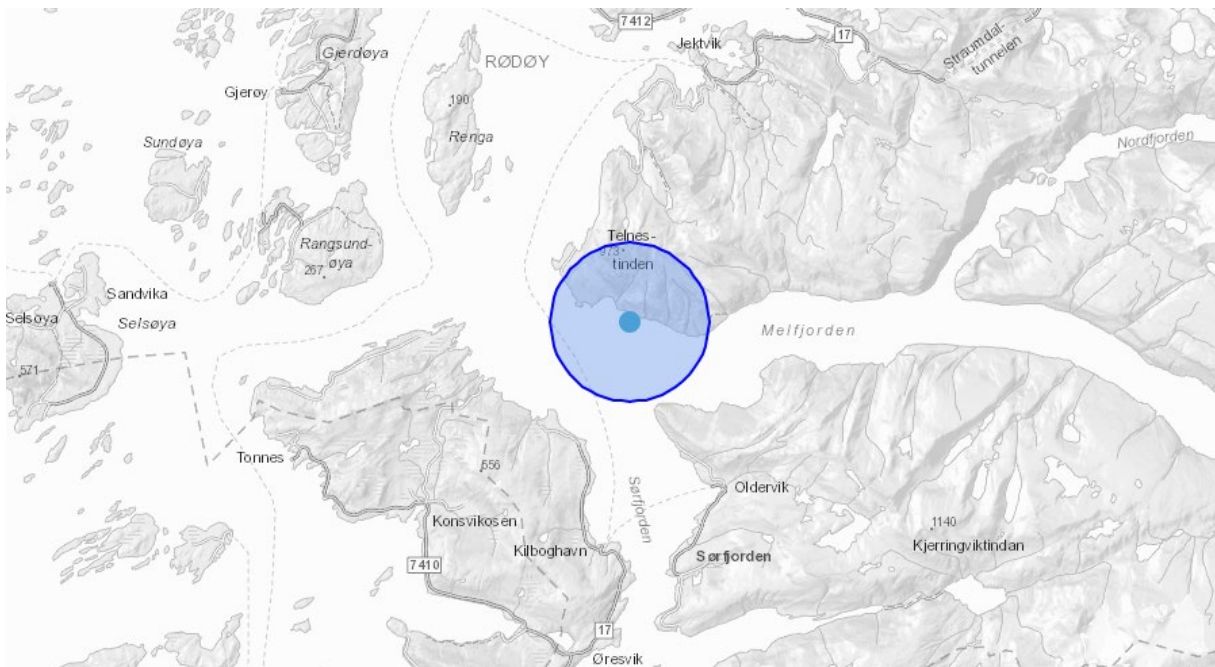 7412
17
Straumdal-
tunnelen
Jektvik
Gjerdøya
RØDØY
Gjerøy
190
Renga
Sundøya
Nordfjorden
Telnes-
973
tinden
Rangsund-
øya
267
Sandvika
Selsøya
Selsøya
571
Melfjorden
Tonnes
556
Sørfjorden
Oldervik
Konsvikosen
Kilboghavn
1140
Kjerringviktindan
Sørfjorden
7410
17
Øresvik